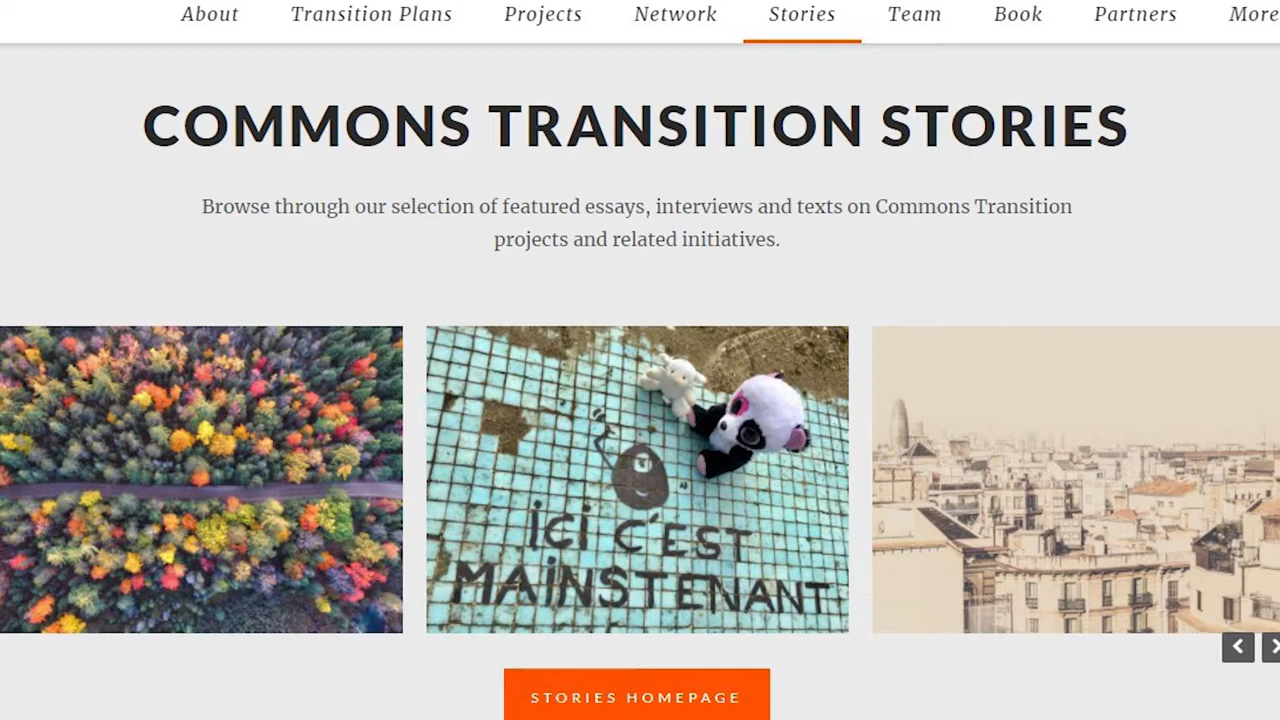 About Transition Plans Projects Network Stories Team Book Partners More
COMMONS TRANSITION STORIES
Browse through our selection of featured essays, interviews and texts on Commons Transition
projects and related initiatives.
iCi C'EST
MAiNSTENANT
STORIES HOMEPAGE